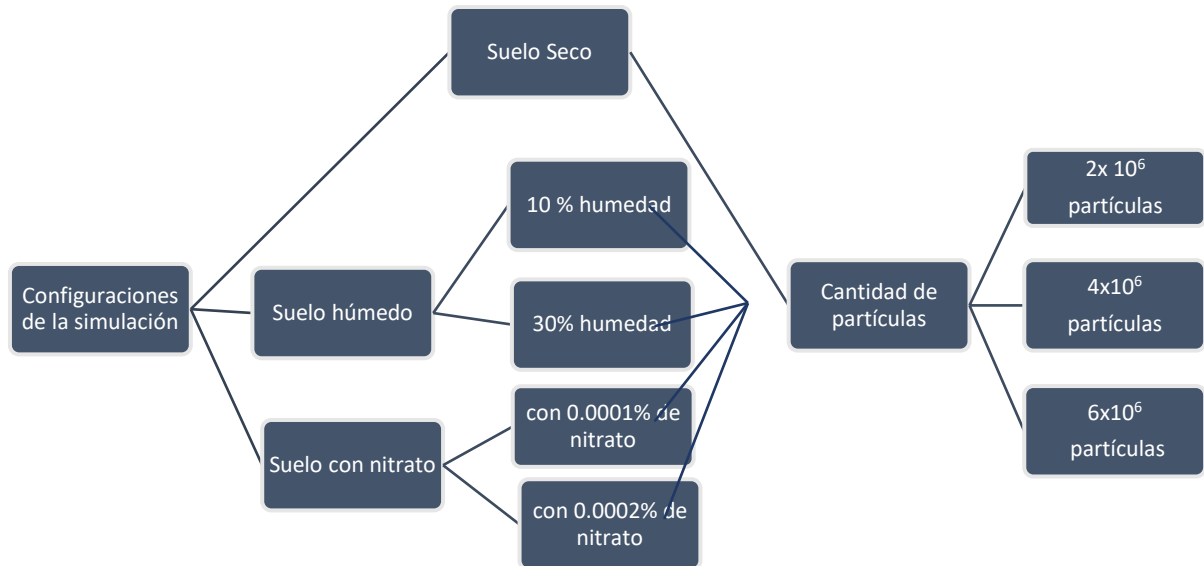 Suelo Seco
10 % humedad
2x 10⁶
partículas
Configuraciones
de la simulación
Suelo húmedo
30% humedad
Cantidad de
partículas
4x10⁶
partículas
Suelo con nitrato
con 0.0001% de
nitrato
con 0.0002% de
nitrato
6x10⁶
partículas